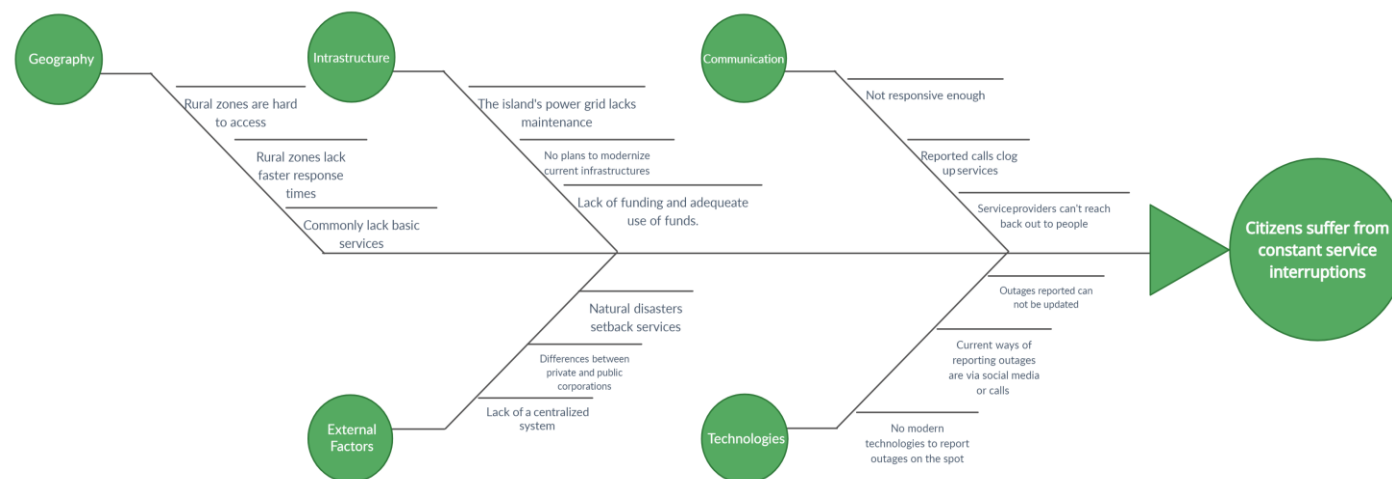 Geography
Rural zones are hard
to access
Rural zones lack
faster response
times
Commonly lack basic
services
Intrastructure
The island's power grid lacks
maintenance
No plans to modernize
current infrastructures
Lack of funding and adequeate
use of funds.
Communication
Not responsive enough
Reported calls clog
up services
Service providers can't reach
back out to people
Citizens suffer from
constant service
interruptions
External
Factors
Natural disasters
setback services
Differences between
private and public
corporations
Lack of a centralized
system
Technologies
Outages reported can
not be updated
Current ways of
reporting outages
are via social media
or calls
No modern
technologies to report
outages on the spot